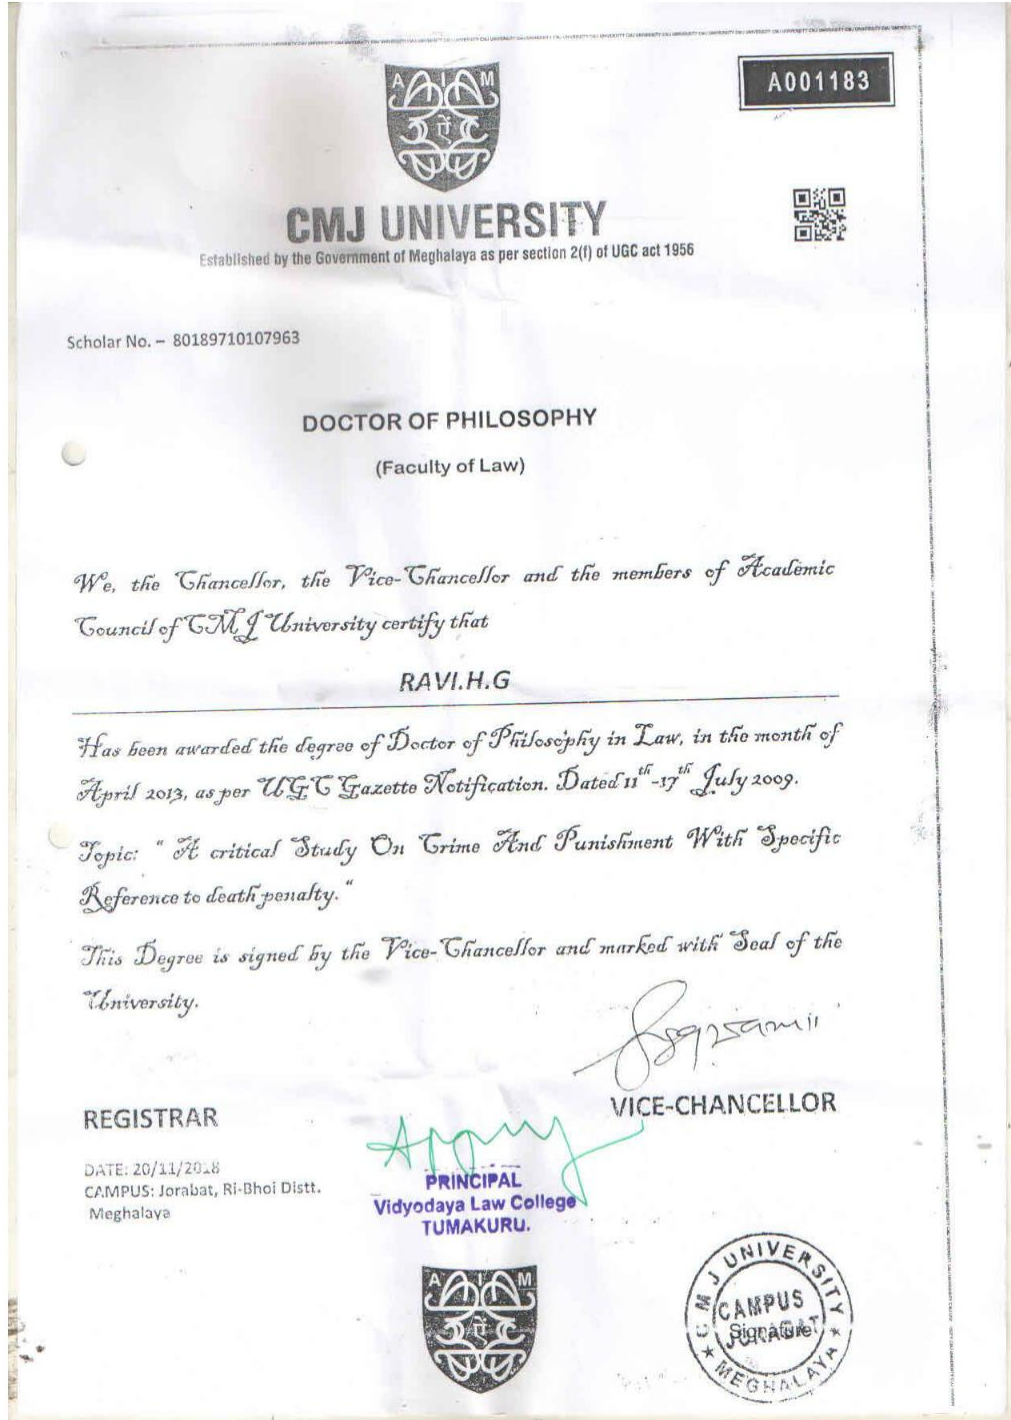 A I M
ऐं
A001183
CMJ UNIVERSITY
Established by the Government of Meghalaya as per section 2(f) of UGC act 1956
Scholar No. – 80189710107963
DOCTOR OF PHILOSOPHY
(Faculty of Law)
We, the Chancellor, the Vice-Chancellor and the members of Academic
Council of CMJ University certify that
RAVI.H.G
Has been awarded the degree of Doctor of Philosophy in Law, in the month of
April 2013, as per UGC Gazette Notification. Dated 11th-17th July 2009.
Topic: " A critical Study On Crime And Punishment With Specific
Reference to death penalty. "
This Degree is signed by the Vice-Chancellor and marked with Seal of the
University.
VICE-CHANCELLOR
REGISTRAR
DATE: 20/11/2018
CAMPUS: Jorabat, Ri-Bhoi Distt.
Meghalaya
PRINCIPAL
Vidyodaya Law College
TUMAKURU.
A I M
ऐं
CMJ UNIVERSITY
CAMPUS
Signature
JORABAT
MEGHALAYA